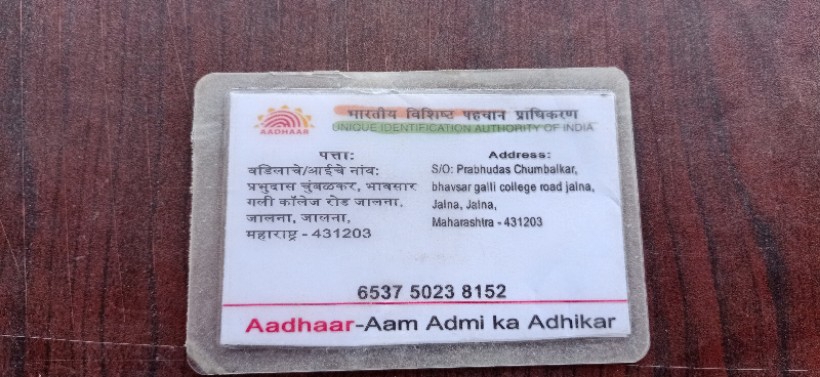 भारतीय विशिष्ट पहचान प्राधिकरण
AADHAAR
UNIQUE IDENTIFICATION AUTHORITY OF INDIA
पत्ता:
वडिलाचे/आईचे नांव:
प्रभुदास चुंबळकर, भावसार
गली कॉलेज रोड जालना,
जालना, जालना,
महाराष्ट्र - 431203
Address:
S/O: Prabhudas Chumbalkar,
bhavsar galli college road jalna,
Jalna, Jalna,
Maharashtra - 431203
6537 5023 8152
Aadhaar-Aam Admi ka Adhikar